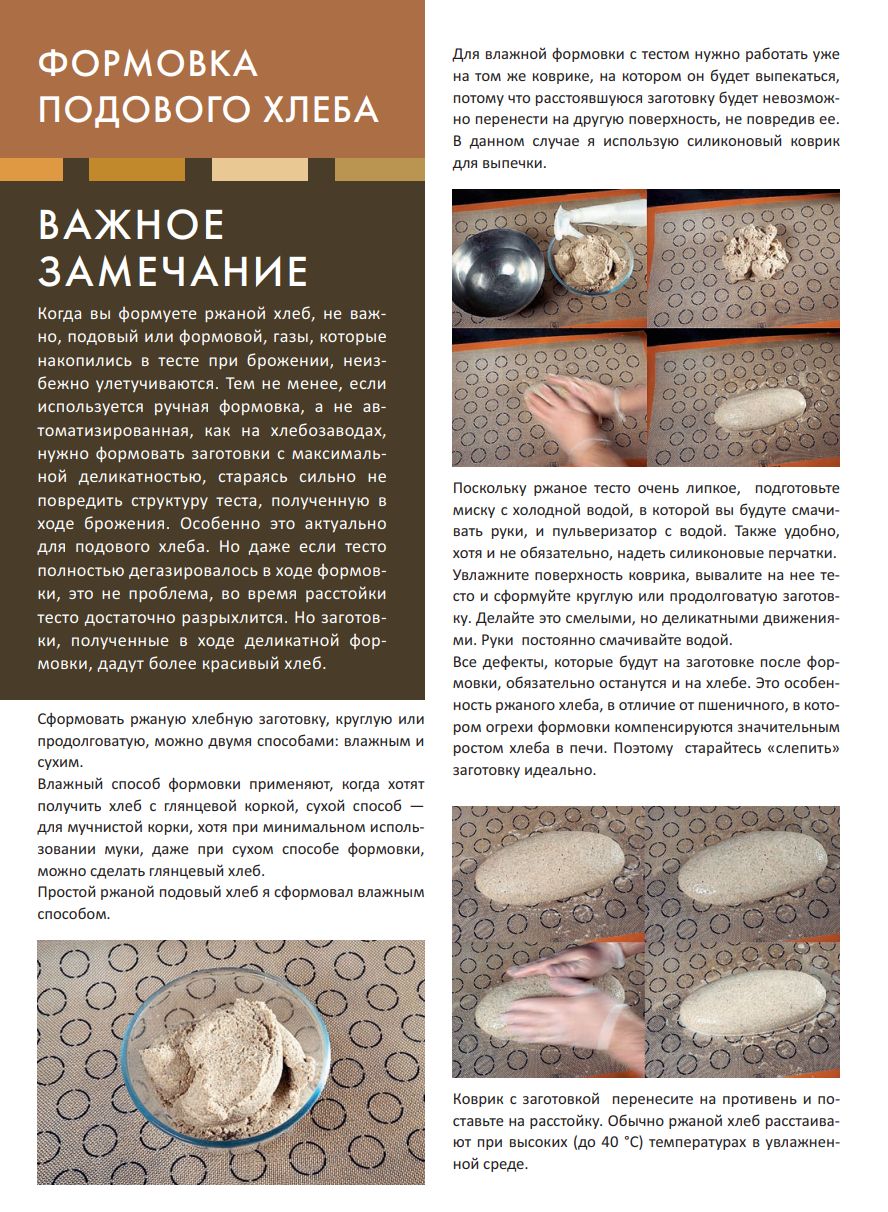 ФОРМОВКА
ПОДОВОГО ХЛЕБА
ВАЖНОЕ
ЗАМЕЧАНИЕ
Когда вы формуете ржаной хлеб, не важ-
но, подовый или формовой, газы, которые
накопились в тесте при брожении, неиз-
бежно улетучиваются. Тем не менее, если
используется ручная формовка, а не ав-
томатизированная, как на хлебозаводах,
нужно формовать заготовки с максималь-
ной деликатностью, стараясь сильно не
повредить структуру теста, полученную в
ходе брожения. Особенно это актуально
для подового хлеба. Но даже если тесто
полностью дегазировалось в ходе формов-
ки, это не проблема, во время расстойки
тесто достаточно разрыхлится. Но заготов-
ки, полученные в ходе деликатной фор-
мовки, дадут более красивый хлеб.
Сформовать ржаную хлебную заготовку, круглую или
продолговатую, можно двумя способами: влажным и
сухим.
Влажный способ формовки применяют, когда хотят
получить хлеб с глянцевой коркой, сухой способ —
для мучнистой корки, хотя при минимальном исполь-
зовании муки, даже при сухом способе формовки,
можно сделать глянцевый хлеб.
Простой ржаной подовый хлеб я сформовал влажным
способом.
Для влажной формовки с тестом нужно работать уже
на том же коврике, на котором он будет выпекаться,
потому что расстоявшуюся заготовку будет невозмож-
но перенести на другую поверхность, не повредив ее.
В данном случае я использую силиконовый коврик
для выпечки.
Поскольку ржаное тесто очень липкое, подготовьте
миску с холодной водой, в которой вы будуте смачи-
вать руки, и пульверизатор с водой. Также удобно,
хотя и не обязательно, надеть силиконовые перчатки.
Увлажните поверхность коврика, вывалите на нее те-
сто и сформуйте круглую или продолговатую заготов-
ку. Делайте это смелыми, но деликатными движения-
ми. Руки постоянно смачивайте водой.
Все дефекты, которые будут на заготовке после фор-
мовки, обязательно останутся и на хлебе. Это особен-
ность ржаного хлеба, в отличие от пшеничного, в кото-
ром огрехи формовки компенсируются значительным
ростом хлеба в печи. Поэтому старайтесь «слепить»
заготовку идеально.
Коврик с заготовкой перенесите на противень и по-
ставьте на расстойку. Обычно ржаной хлеб расстаива-
ют при высоких (до 40 °C) температурах в увлажнен-
ной среде.